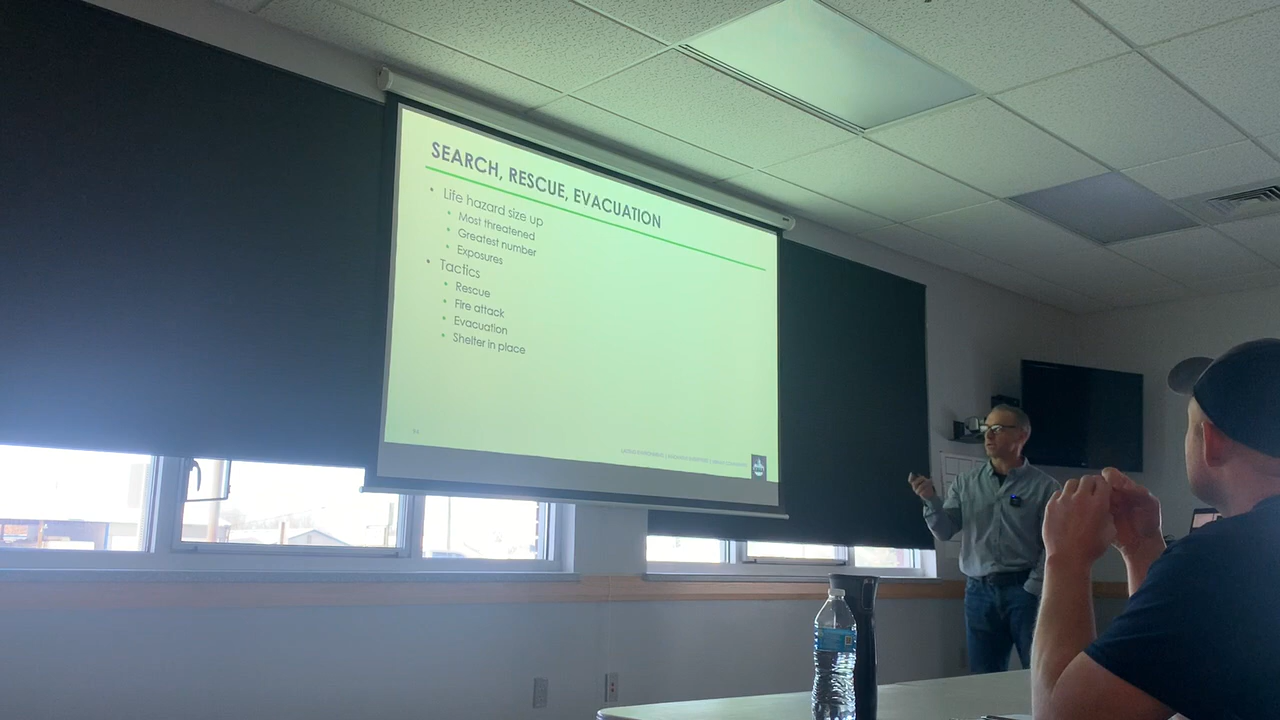 SEARCH, RESCUE, EVACUATION
• Life hazard size up
• Most threatened
• Greatest number
• Exposures
• Tactics
• Rescue
• Fire attack
• Evacuation
• Shelter in place